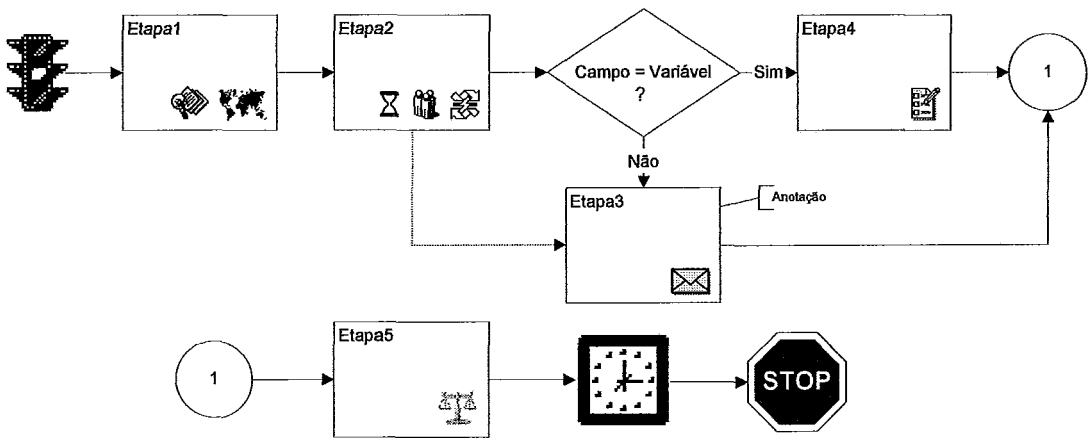 Etapa1
Etapa2
Campo = Variável
?
Sim
Etapa4
1
Não
Etapa3
Anotação
1
Etapa5
STOP